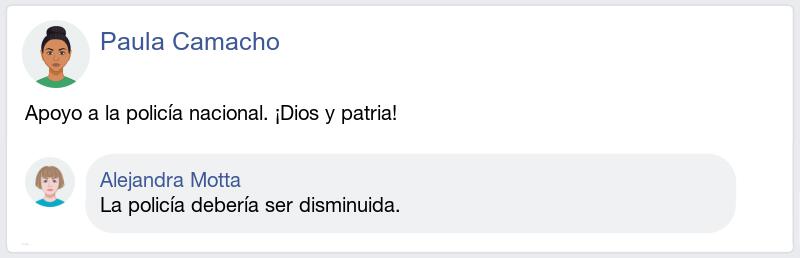 Paula Camacho
Apoyo a la policía nacional. ¡Dios y patria!
Alejandra Motta
La policía debería ser disminuida.